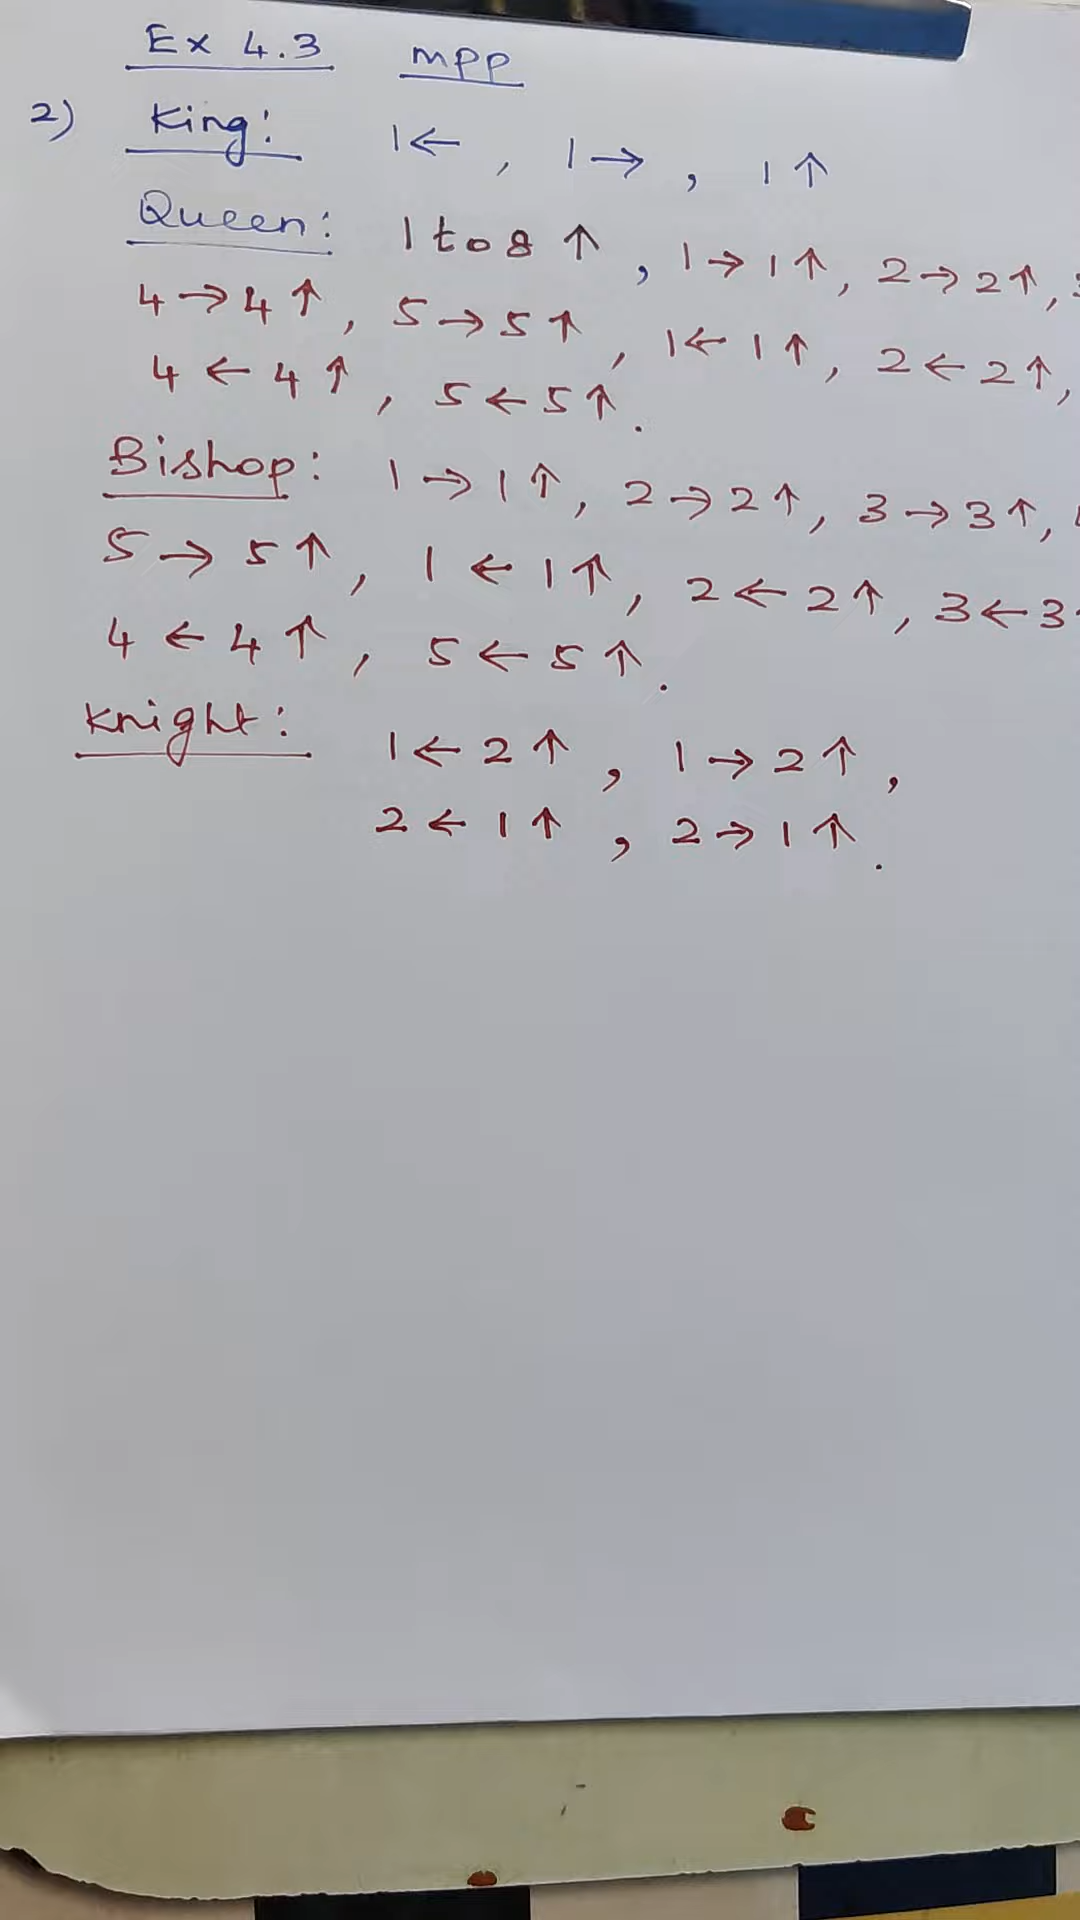 Ex 4.3 MPP
2) King: 1← , 1→ , 1↑
Queen: 1 to 8 ↑ , 1→1↑, 2→2↑,
4→4↑, 5→5↑, 1←1↑, 2←2↑,
4←4↑, 5←5↑.
Bishop: 1→1↑, 2→2↑, 3→3↑,
5→5↑, 1←1↑, 2←2↑, 3←3
4←4↑, 5←5↑.
Knight: 1←2↑, 1→2↑,
2←1↑, 2→1↑.